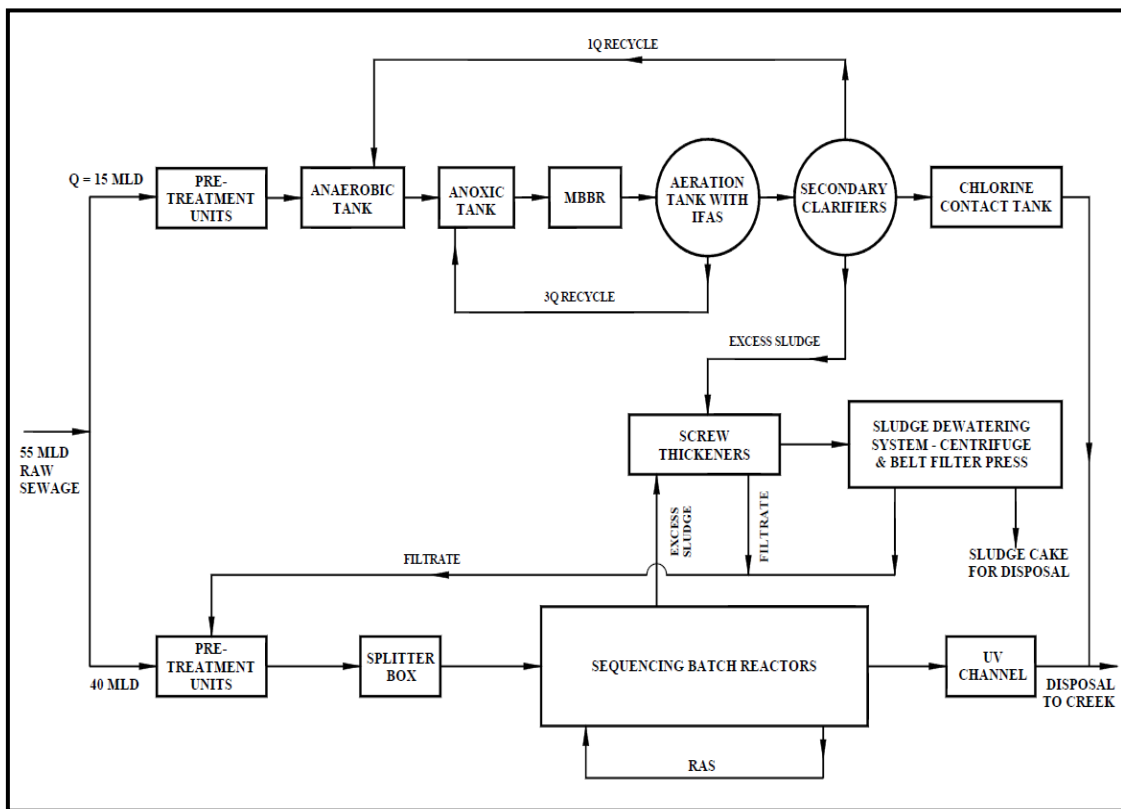 1Q RECYCLE
Q = 15 MLD
PRE-
TREATMENT
UNITS
ANAEROBIC
TANK
ANOXIC
TANK
MBBR
AERATION
TANK WITH
IFAS
SECONDARY
CLARIFIERS
CHLORINE
CONTACT TANK
3Q RECYCLE
EXCESS SLUDGE
55 MLD
RAW
SEWAGE
SCREW
THICKENERS
SLUDGE DEWATERING
SYSTEM - CENTRIFUGE
& BELT FILTER PRESS
EXCESS
SLUDGE
FILTRATE
SLUDGE CAKE
FOR DISPOSAL
FILTRATE
40 MLD
PRE-
TREATMENT
UNITS
SPLITTER
BOX
SEQUENCING BATCH REACTORS
UV
CHANNEL
DISPOSAL
TO CREEK
RAS